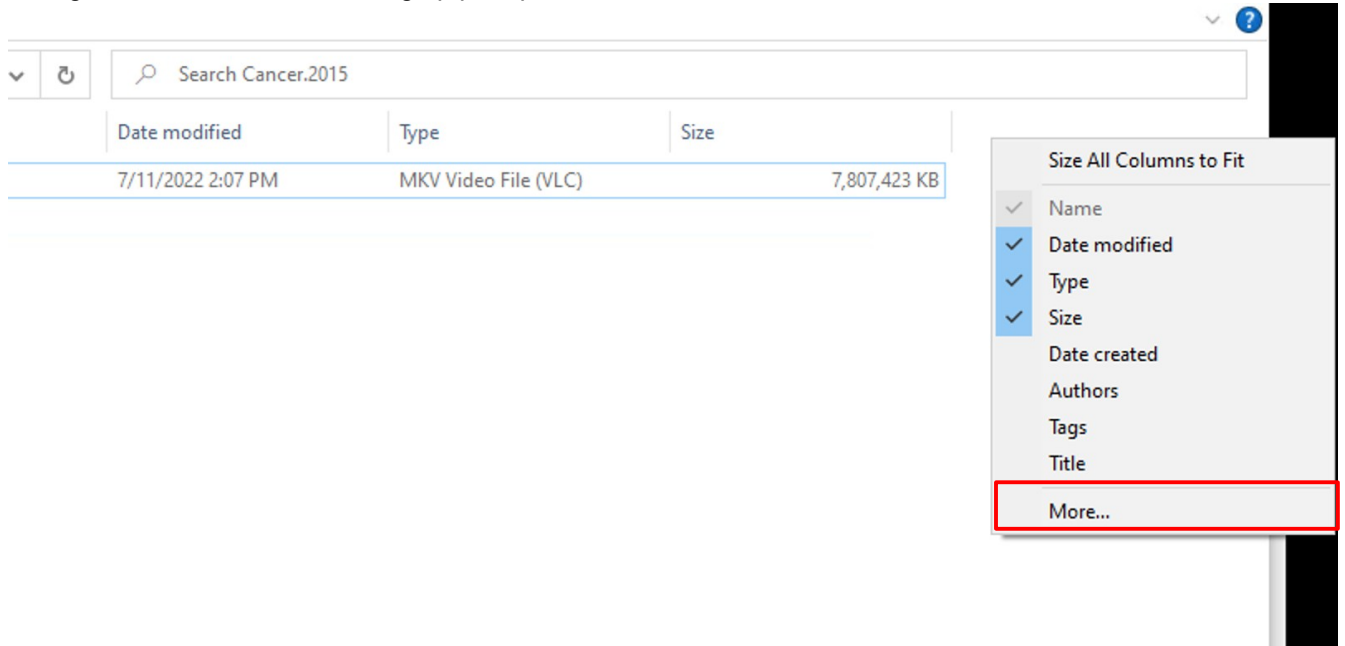 ?
Search Cancer.2015
Date modified Type Size
7/11/2022 2:07 PM MKV Video File (VLC) 7,807,423 KB
Size All Columns to Fit
Name
Date modified
Type
Size
Date created
Authors
Tags
Title
More...